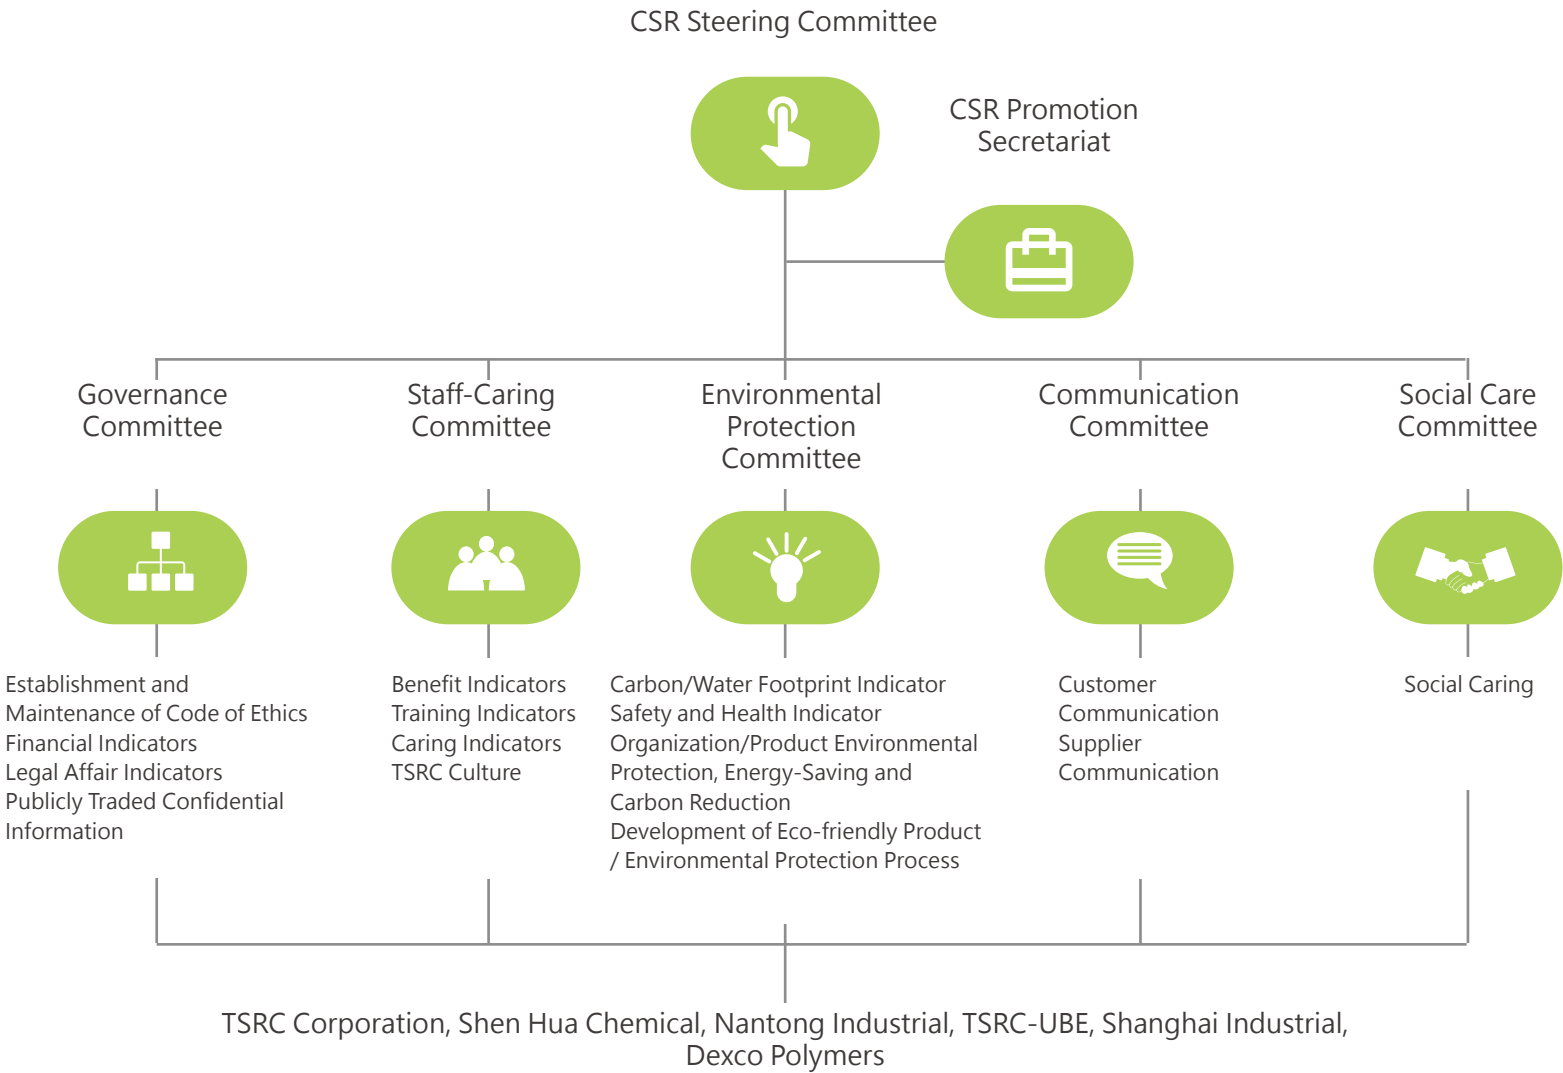 CSR Steering Committee
CSR Promotion
Secretariat
Governance
Committee
Staff-Caring
Committee
Environmental
Protection
Committee
Communication
Committee
Social Care
Committee
Establishment and
Maintenance of Code of Ethics
Financial Indicators
Legal Affair Indicators
Publicly Traded Confidential
Information
Benefit Indicators
Training Indicators
Caring Indicators
TSRC Culture
Carbon/Water Footprint Indicator
Safety and Health Indicator
Organization/Product Environmental
Protection, Energy-Saving and
Carbon Reduction
Development of Eco-friendly Product
/ Environmental Protection Process
Customer
Communication
Supplier
Communication
Social Caring
TSRC Corporation, Shen Hua Chemical, Nantong Industrial, TSRC-UBE, Shanghai Industrial,
Dexco Polymers